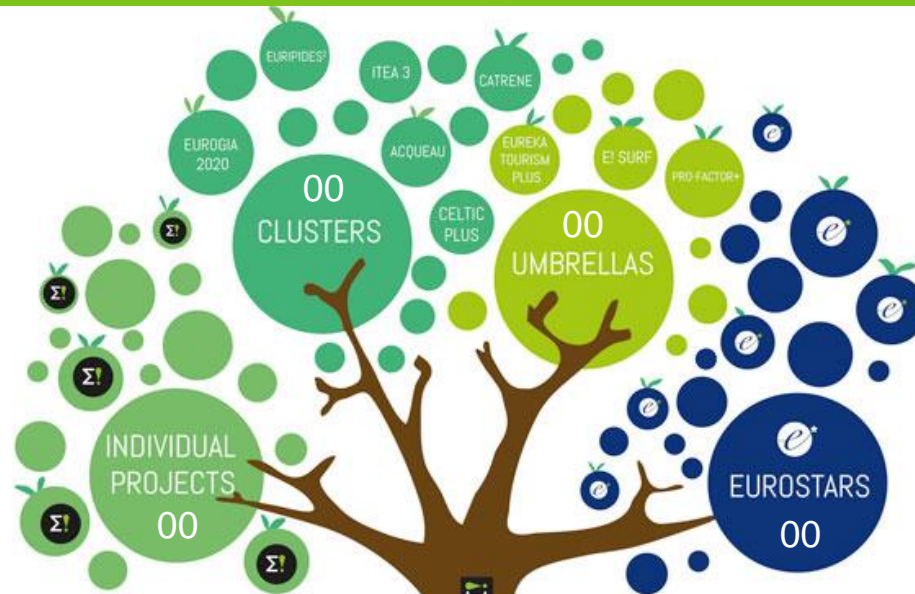 EURIPIDES²
ITEA 3
CATRENE
EUROGIA
2020
ACQUEAU
EUREKA
TOURISM
PLUS
E! SURF
PRO-FACTOR+
00
CLUSTERS
CELTIC
PLUS
00
UMBRELLAS
Σ!
Σ!
Σ!
INDIVIDUAL
PROJECTS
00
Σ!
Σ!
e
e
e
e
e
e
e
EUROSTARS
00